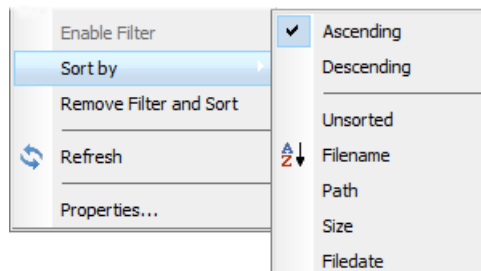 Enable Filter
Sort by
Remove Filter and Sort
Refresh
Properties...
Ascending
Descending
Unsorted
A
Z
Filename
Path
Size
Filedate